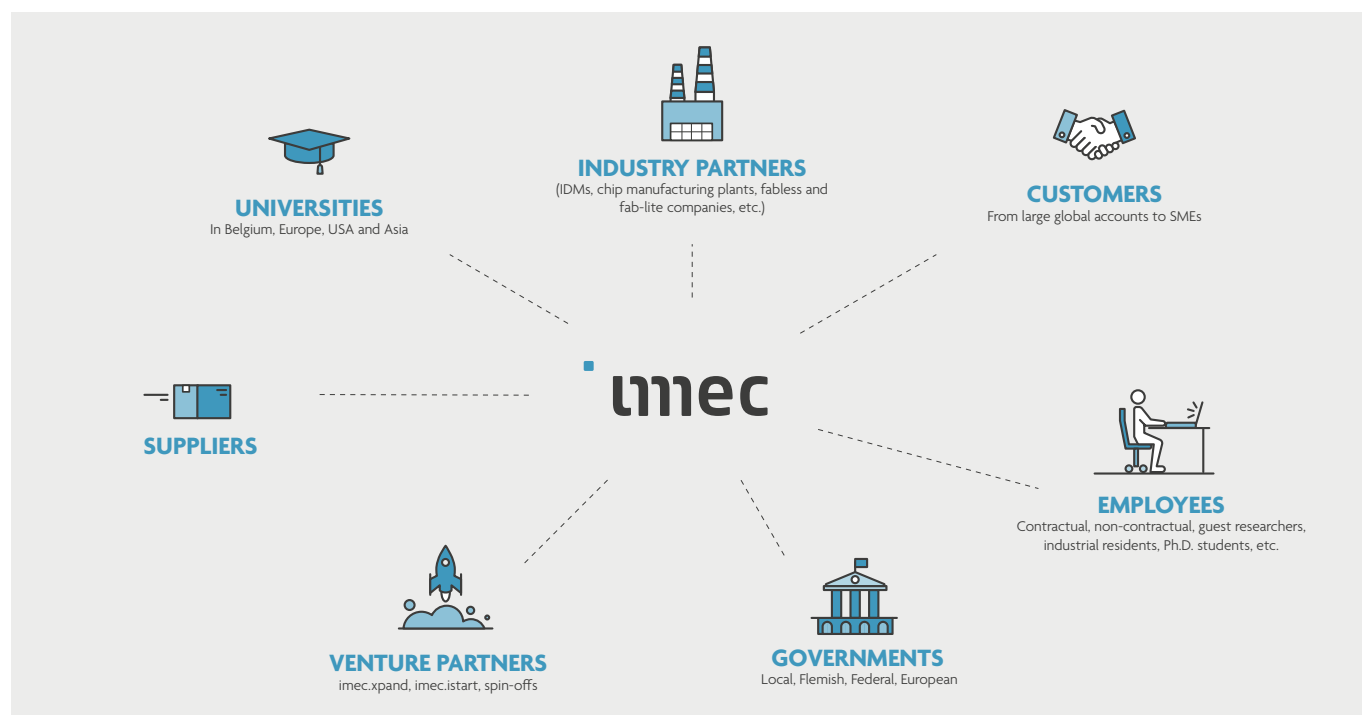 INDUSTRY PARTNERS
(IDMs, chip manufacturing plants, fabless and
fab-lite companies, etc.)
CUSTOMERS
From large global accounts to SMEs
UNIVERSITIES
In Belgium, Europe, USA and Asia
imec
SUPPLIERS
EMPLOYEES
Contractual, non-contractual, guest researchers,
industrial residents, Ph.D. students, etc.
VENTURE PARTNERS
imec.xpand, imec.istart, spin-offs
GOVERNMENTS
Local, Flemish, Federal, European